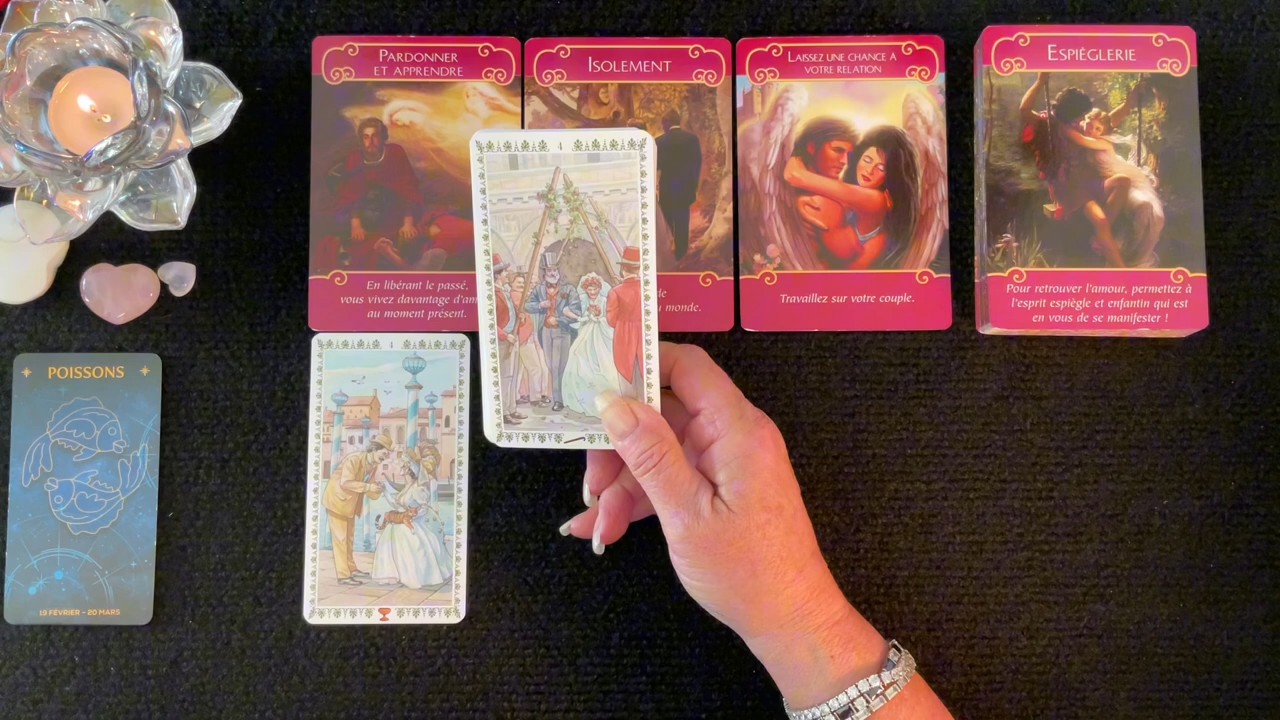 PARDONNER
ET APPRENDRE
En libérant le passé,
vous vivez davantage d'am
au moment présent.
ISOLEMENT
de
u monde.
LAISSEZ UNE CHANCE À
VOTRE RELATION
Travaillez sur votre couple.
ESPIÈGLERIE
Pour retrouver l'amour, permettez à
l'esprit espiègle et enfantin qui est
en vous de se manifester !
4
POISSONS
19 FÉVRIER - 20 MARS
4